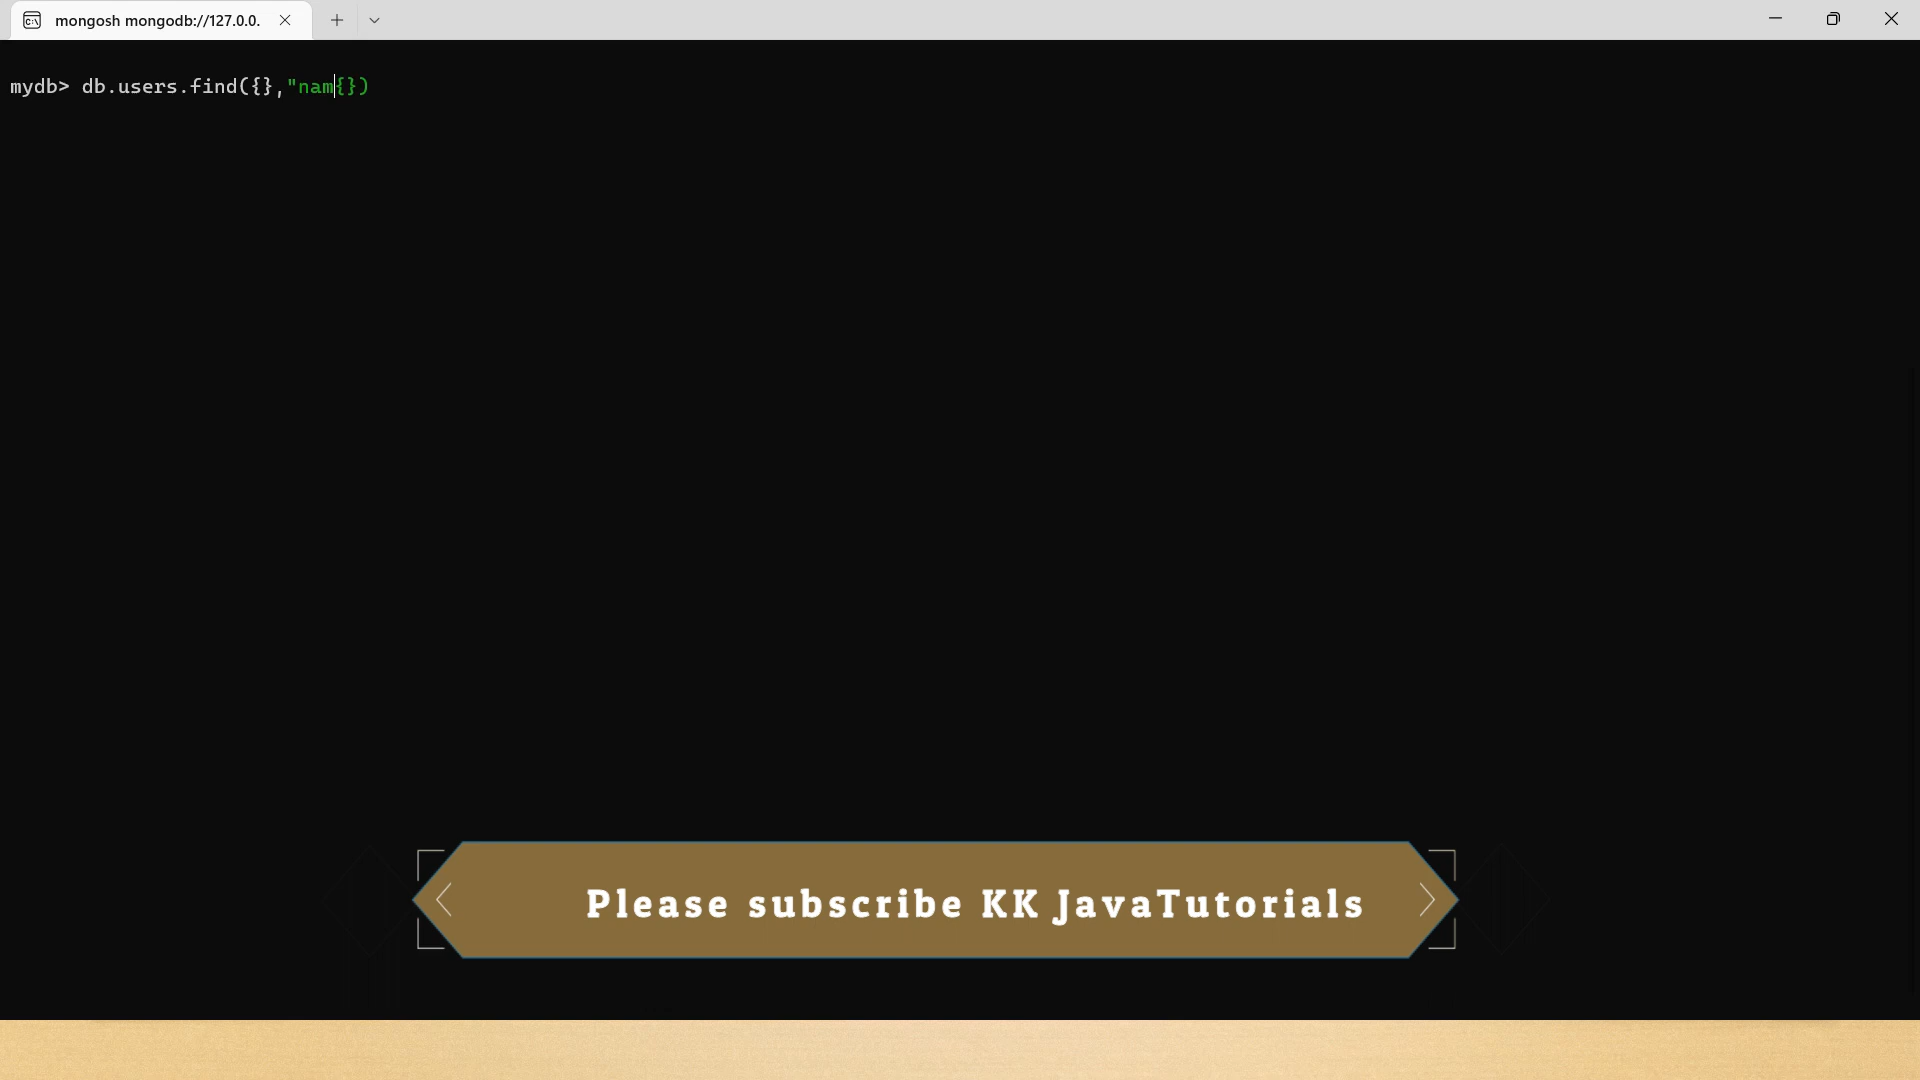 mongosh mongodb://127.0.0.
mydb> db.users.find({},"nam{})
Please subscribe KK JavaTutorials